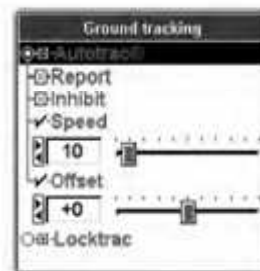 Ground tracking
Autotrac®
Report
Inhibit
Speed
10
Offset
+0
Locktrac